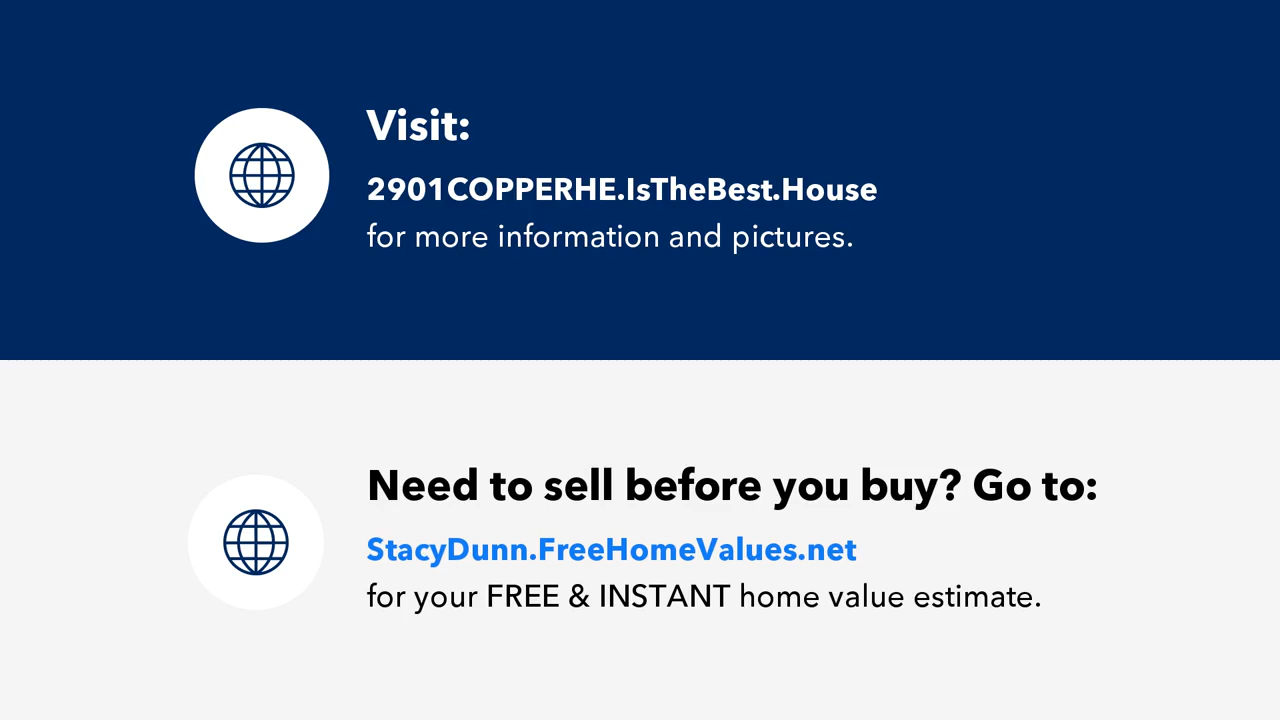 Visit:
2901COPPERHE.IsTheBest.House
for more information and pictures.
Need to sell before you buy? Go to:
StacyDunn.FreeHomeValues.net
for your FREE & INSTANT home value estimate.